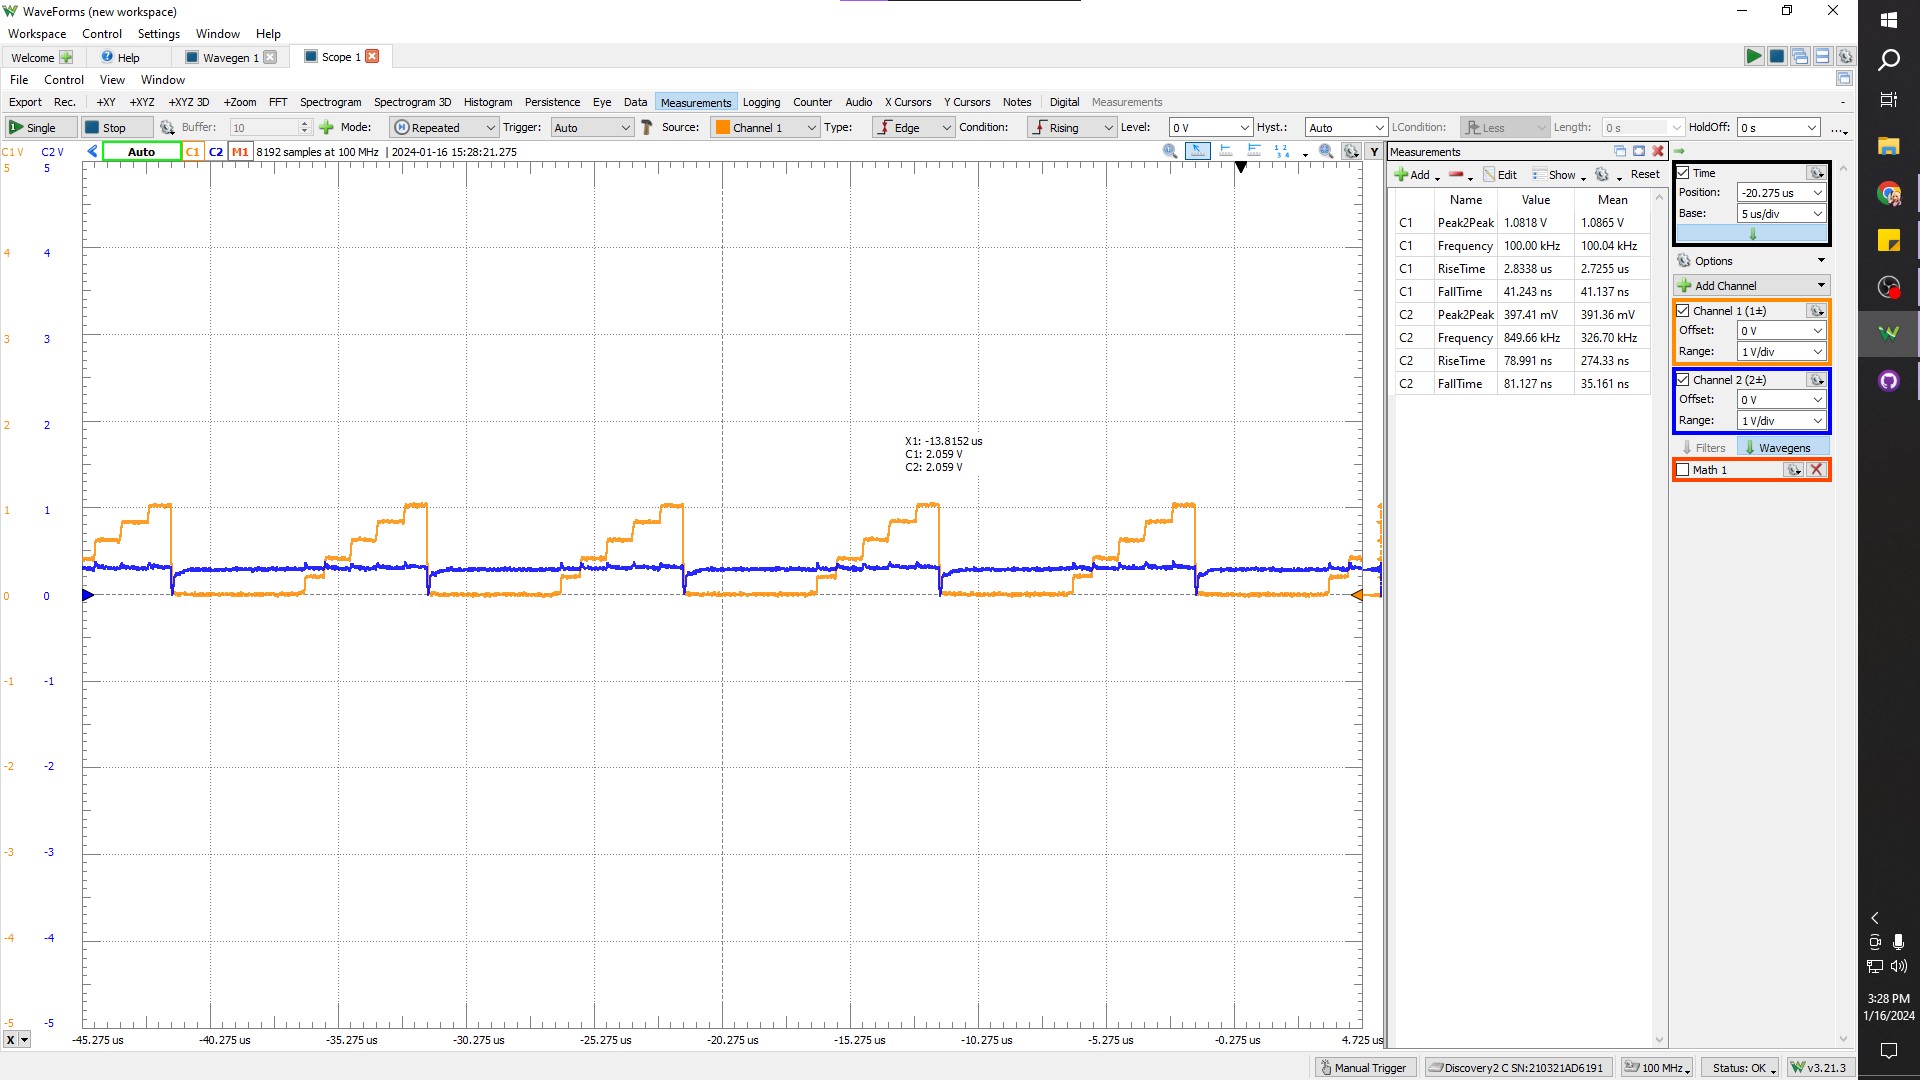 WaveForms (new workspace)
Workspace Control Settings Window Help
Welcome Help Wavegen 1 Scope 1
File Control View Window
Export Rec. +XY +XYZ +XYZ 3D +Zoom FFT Spectrogram Spectrogram 3D Histogram Persistence Eye Data Measurements Logging Counter Audio X Cursors Y Cursors Notes Digital Measurements -
Single Stop Buffer: 10 Mode: Repeated Trigger: Auto Source: Channel 1 Type: Edge Condition: Rising Level: 0 V Hyst.: Auto LCondition: Less Length: 0 s HoldOff: 0 s ...
C1 V C2 V Auto C1 C2 M1 8192 samples at 100 MHz | 2024-01-16 15:28:21.275 1 2 3 4 Y
5 5
4 4
3 3
2 2
1 1
0 0
-1 -1
-2 -2
-3 -3
-4 -4
-5 -5
X1: -13.8152 us
C1: 2.059 V
C2: 2.059 V
X -45.275 us -40.275 us -35.275 us -30.275 us -25.275 us -20.275 us -15.275 us -10.275 us -5.275 us -0.275 us 4.725 us
Measurements
Add Edit Show Reset
Name Value Mean
C1 Peak2Peak 1.0818 V 1.0865 V
C1 Frequency 100.00 kHz 100.04 kHz
C1 RiseTime 2.8338 us 2.7255 us
C1 FallTime 41.243 ns 41.137 ns
C2 Peak2Peak 397.41 mV 391.36 mV
C2 Frequency 849.66 kHz 326.70 kHz
C2 RiseTime 78.991 ns 274.33 ns
C2 FallTime 81.127 ns 35.161 ns
Time
Position: -20.275 us
Base: 5 us/div
Options
Add Channel
Channel 1 (1±)
Offset: 0 V
Range: 1 V/div
Channel 2 (2±)
Offset: 0 V
Range: 1 V/div
Filters Wavegens
Math 1
Manual Trigger Discovery2 C SN:210321AD6191 100 MHz Status: OK v3.21.3
3:28 PM
1/16/2024